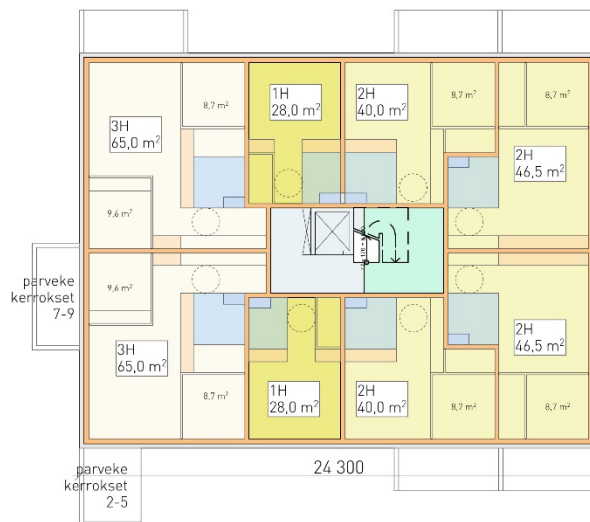 1H
28,0 m²
2H
40,0 m²
8,7 m²
8,7 m²
8,7 m²
3H
65,0 m²
2H
46,5 m²
9,6 m²
parveke
kerrokset
7-9
9,6 m²
3H
65,0 m²
2H
46,5 m²
1H
28,0 m²
2H
40,0 m²
8,7 m²
8,7 m²
8,7 m²
parveke
kerrokset
2-5
24 300